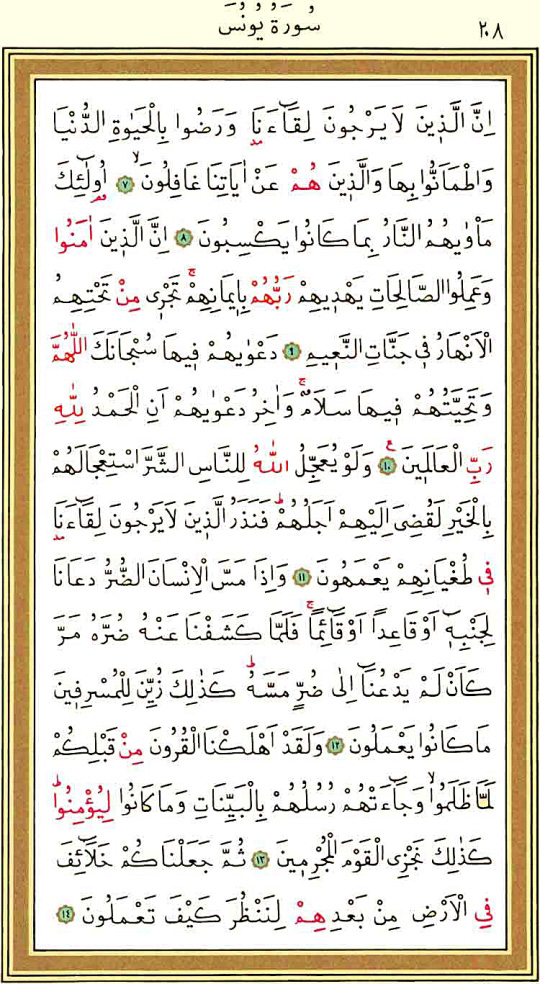 ٢٠٨
سُورَةُ يُونُسَ
اِنَّ الَّذ۪ينَ لَا يَرْجُونَ لِقَٓاءَنَا وَرَضُوا بِالْحَيٰوةِ الدُّنْيَا
وَاطْمَاَنُّوا بِهَا وَالَّذ۪ينَ هُمْ عَنْ اٰيَاتِنَا غَافِلُونَۙ ﴿٧﴾ اُو۬لٰٓئِكَ
مَأْوٰيهُمُ النَّارُ بِمَا كَانُوا يَكْسِبُونَ ﴿٨﴾ اِنَّ الَّذ۪ينَ اٰمَنُوا
وَعَمِلُوا الصَّالِحَاتِ يَهْد۪يهِمْ رَبُّهُمْ بِا۪يمَانِهِمْۚ تَجْر۪ي مِنْ تَحْتِهِمُ
الْاَنْهَارُ ف۪ي جَنَّاتِ النَّع۪يمِ ﴿٩﴾ دَعْوٰيهُمْ ف۪يهَا سُبْحَانَكَ اللّٰهُمَّ
وَتَحِيَّتُهُمْ ف۪يهَا سَلَامٌۚ وَاٰخِرُ دَعْوٰيهُمْ اَنِ الْحَمْدُ لِلّٰهِ
رَبِّ الْعَالَم۪ينَ ﴿١٠﴾ وَلَوْ يُعَجِّلُ اللّٰهُ لِلنَّاسِ الشَّرَّ اسْتِعْجَالَهُمْ
بِالْخَيْرِ لَقُضِيَ اِلَيْهِمْ اَجَلُهُمْۜ فَنَذَرُ الَّذ۪ينَ لَا يَرْجُونَ لِقَٓاءَنَا
ف۪ي طُغْيَانِهِمْ يَعْمَهُونَ ﴿١١﴾ وَاِذَا مَسَّ الْاِنْسَانَ الضُّرُّ دَعَانَا
لِجَنْبِه۪ٓ اَوْ قَاعِدًا اَوْ قَٓائِمًاۚ فَلَمَّا كَشَفْنَا عَنْهُ ضُرَّهُ مَرَّ
كَاَنْ لَمْ يَدْعُنَٓا اِلٰى ضُرٍّ مَسَّهُۜ كَذٰلِكَ زُيِّنَ لِلْمُسْرِف۪ينَ
مَا كَانُوا يَعْمَلُونَ ﴿١٢﴾ وَلَقَدْ اَهْلَكْنَا الْقُرُونَ مِنْ قَبْلِكُمْ
لَمَّا ظَلَمُواۙ وَجَٓاءَتْهُمْ رُسُلُهُمْ بِالْبَيِّنَاتِ وَمَا كَانُوا لِيُؤْمِنُواۜ
كَذٰلِكَ نَجْزِي الْقَوْمَ الْمُجْرِم۪ينَ ﴿١٣﴾ ثُمَّ جَعَلْنَاكُمْ خَلَٓائِفَ
فِي الْاَرْضِ مِنْ بَعْدِهِمْ لِنَنْظُرَ كَيْفَ تَعْمَلُونَ ﴿١٤﴾